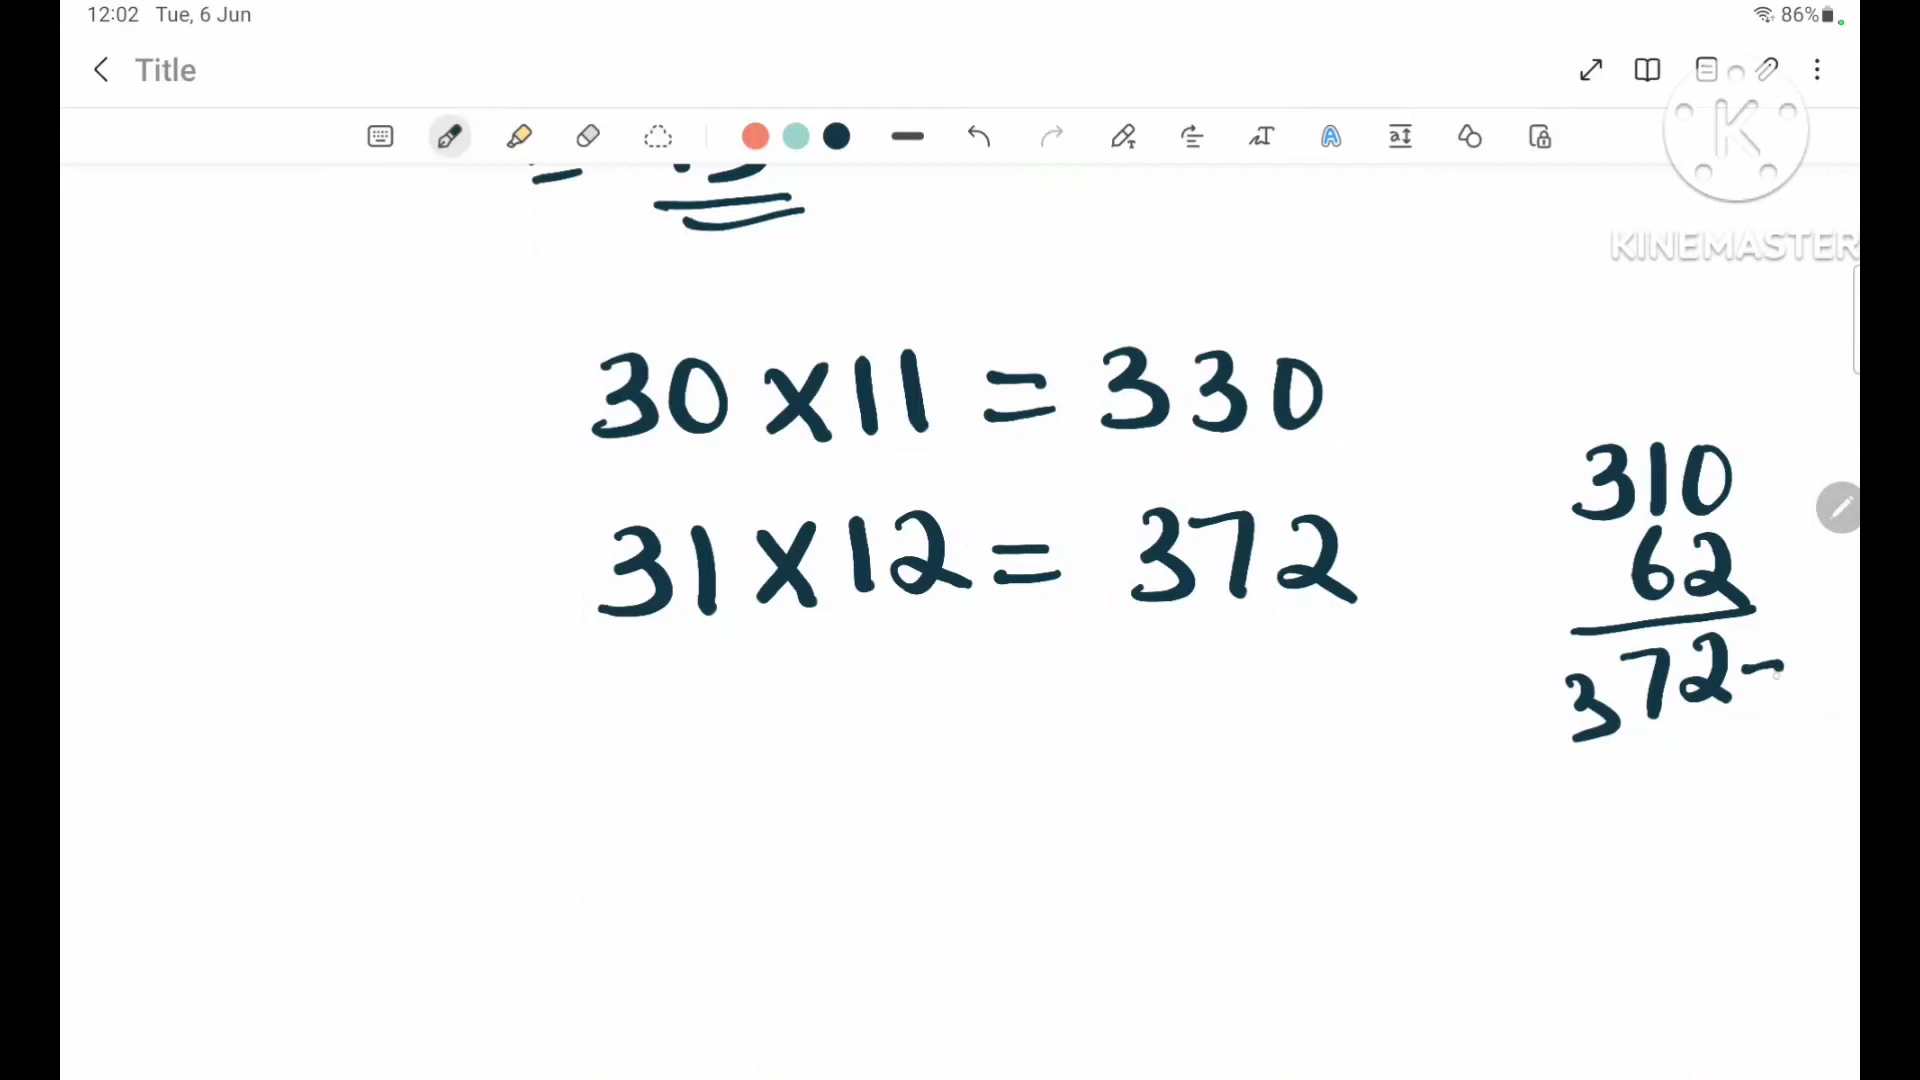 12:02 Tue, 6 Jun
86%
Title
K
KINEMASTER
30 x 11 = 330
31 x 12 = 372
310
62
372-